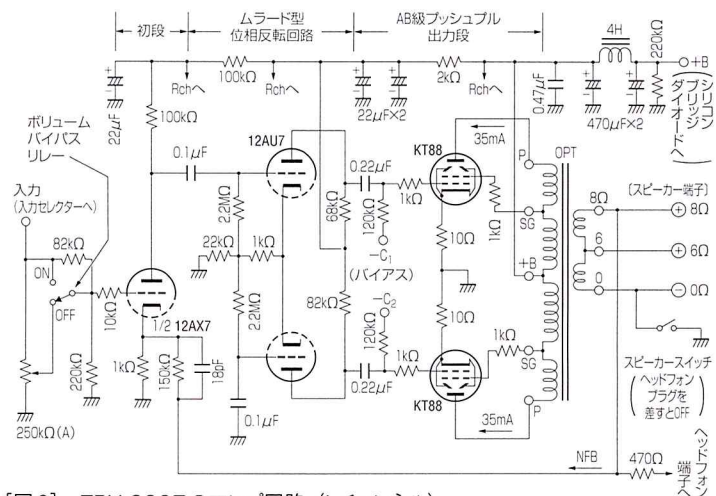 初段
ムラード型
位相反転回路
AB級プッシュプル
出力段
4H
220kΩ
+B
シリコン
ブリッジ
ダイオードへ
Rchへ
100kΩ
Rchへ
2kΩ
Rchへ
22μF
100kΩ
22μF×2
0.47μF
470μF×2
ボリューム
バイパス
リレー
0.1μF
12AU7
0.22μF
KT88
35mA
P
OPT
入力
(入力セレクターへ)
82kΩ
ON
OFF
10kΩ
2.2MΩ
22kΩ
1kΩ
68kΩ
120kΩ
1kΩ
-C1
(バイアス)
10Ω
1kΩ
SG
+B
8Ω
6
0
[スピーカー端子]
8Ω
6Ω
0Ω
1/2 12AX7
2.2MΩ
82kΩ
-C2
120kΩ
10Ω
1kΩ
1kΩ
SG
P
220kΩ
1kΩ
150kΩ
18pF
0.1μF
0.22μF
KT88
35mA
250kΩ(A)
スピーカースイッチ
ヘッドフォン
プラグを
差すとOFF
NFB
470Ω
ヘッドフォン
端子へ